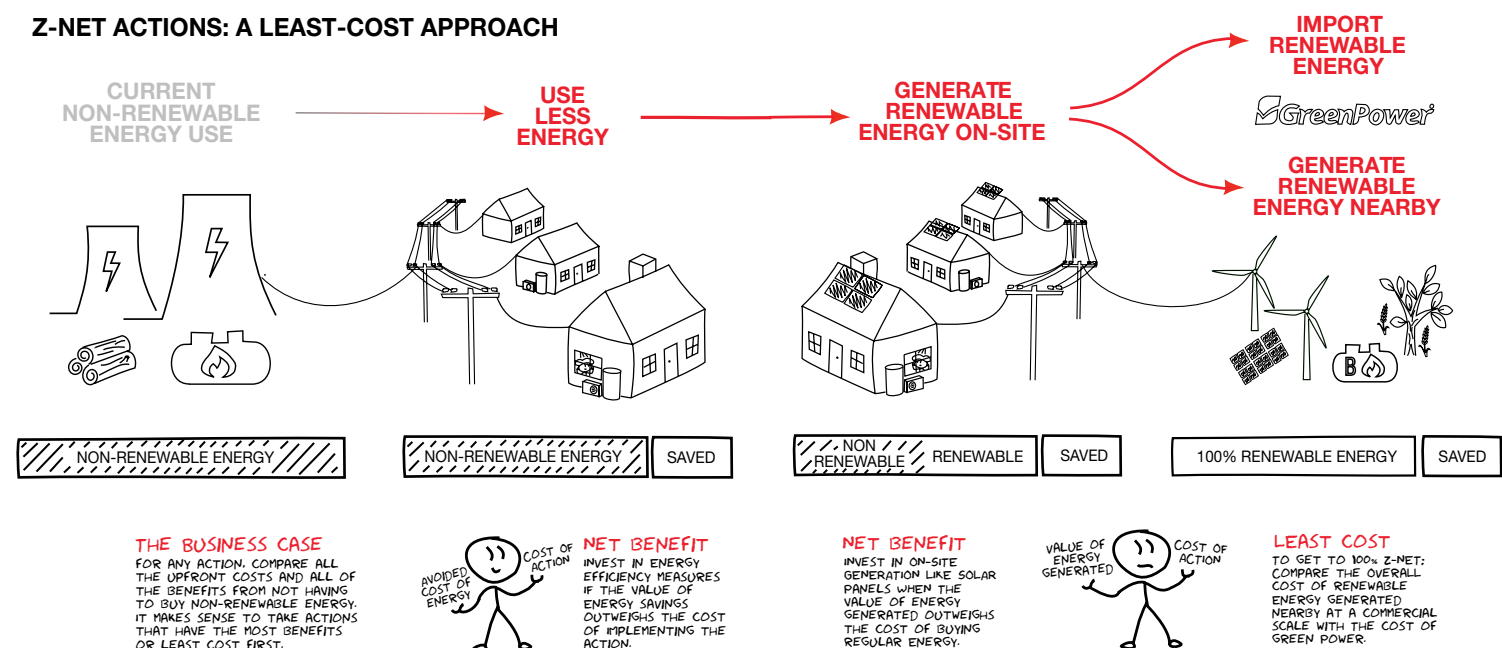 Z-NET ACTIONS: A LEAST-COST APPROACH
CURRENT
NON-RENEWABLE
ENERGY USE
USE
LESS
ENERGY
GENERATE
RENEWABLE
ENERGY ON-SITE
IMPORT
RENEWABLE
ENERGY
GreenPower
GENERATE
RENEWABLE
ENERGY NEARBY
B
NON-RENEWABLE ENERGY
NON-RENEWABLE ENERGY
SAVED
NON
RENEWABLE
RENEWABLE
SAVED
100% RENEWABLE ENERGY
SAVED
THE BUSINESS CASE
FOR ANY ACTION, COMPARE ALL
THE UPFRONT COSTS AND ALL OF
THE BENEFITS FROM NOT HAVING
TO BUY NON-RENEWABLE ENERGY.
IT MAKES SENSE TO TAKE ACTIONS
THAT HAVE THE MOST BENEFITS
OR LEAST COST FIRST.
AVOIDED
COST OF
ENERGY
COST OF
ACTION
NET BENEFIT
INVEST IN ENERGY
EFFICIENCY MEASURES
IF THE VALUE OF
ENERGY SAVINGS
OUTWEIGHS THE COST
OF IMPLEMENTING THE
ACTION.
NET BENEFIT
INVEST IN ON-SITE
GENERATION LIKE SOLAR
PANELS WHEN THE
VALUE OF ENERGY
GENERATED OUTWEIGHS
THE COST OF BUYING
REGULAR ENERGY.
VALUE OF
ENERGY
GENERATED
COST OF
ACTION
LEAST COST
TO GET TO 100% Z-NET:
COMPARE THE OVERALL
COST OF RENEWABLE
ENERGY GENERATED
NEARBY AT A COMMERCIAL
SCALE WITH THE COST OF
GREEN POWER.